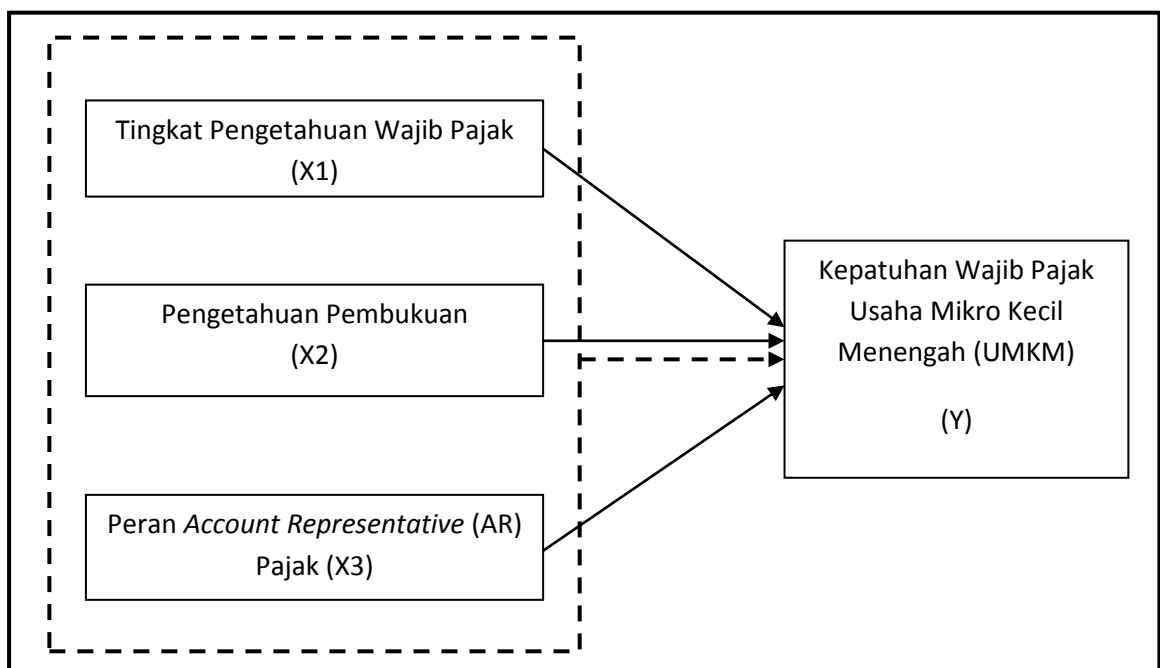 Tingkat Pengetahuan Wajib Pajak
(X1)
Pengetahuan Pembukuan
(X2)
Peran Account Representative (AR)
Pajak (X3)
Kepatuhan Wajib Pajak
Usaha Mikro Kecil
Menengah (UMKM)
(Y)